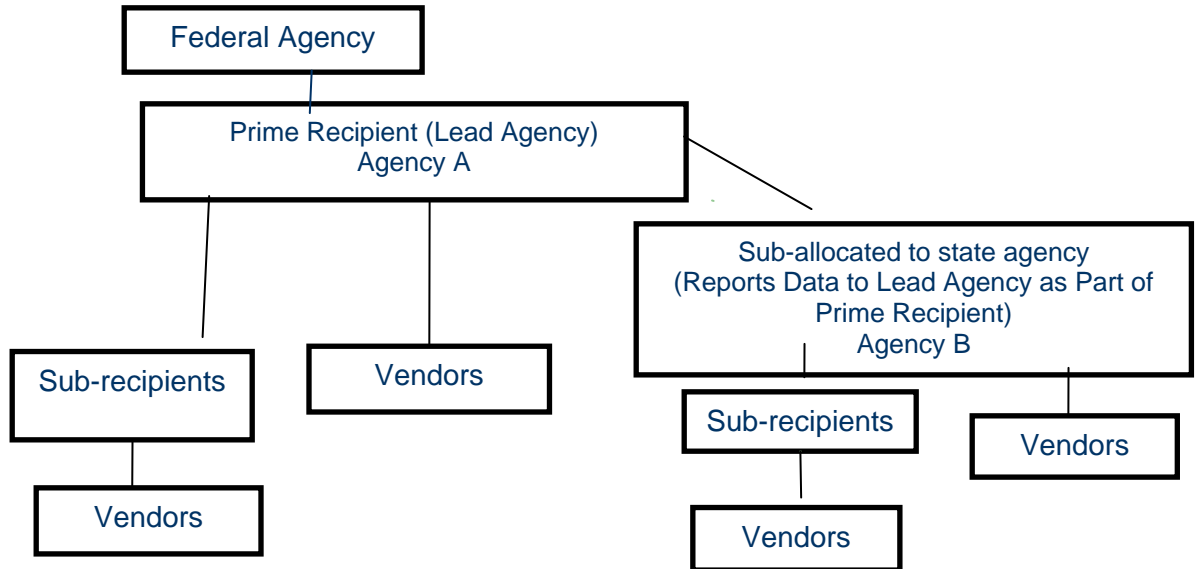 Federal Agency
Prime Recipient (Lead Agency)
Agency A
Sub-allocated to state agency
(Reports Data to Lead Agency as Part of
Prime Recipient)
Agency B
Sub-recipients
Vendors
Sub-recipients
Vendors
Vendors
Vendors